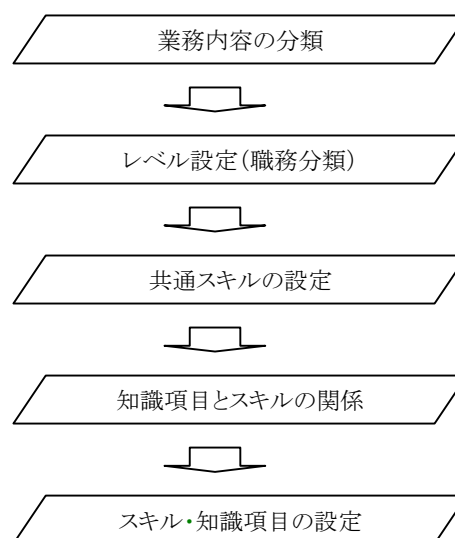 業務内容の分類
レベル設定（職務分類）
共通スキルの設定
知識項目とスキルの関係
スキル・知識項目の設定